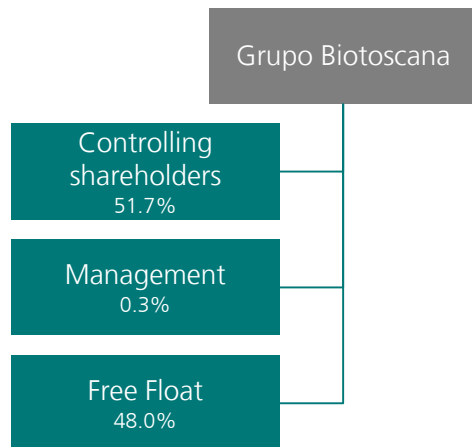 Grupo Biotoscana
Controlling
shareholders
51.7%
Management
0.3%
Free Float
48.0%